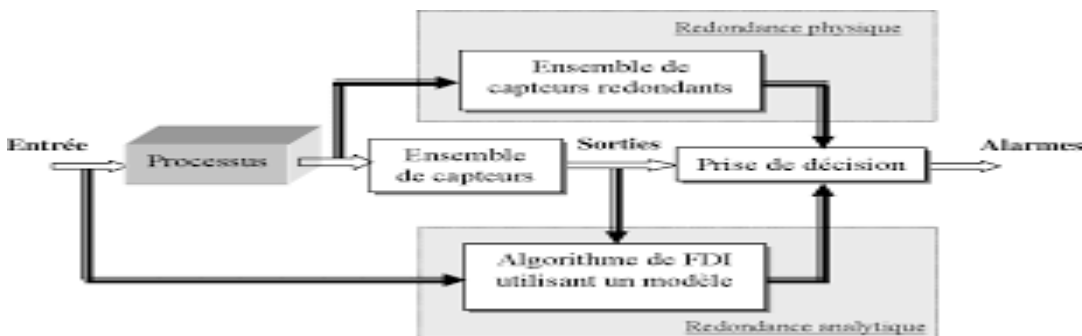 Redondance physique
Ensemble de
capteurs redondants
Entrée
Processus
Ensemble
de capteurs
Sorties
Prise de décision
Alarmes
Algorithme de FDI
utilisant un modèle
Redondance analytique